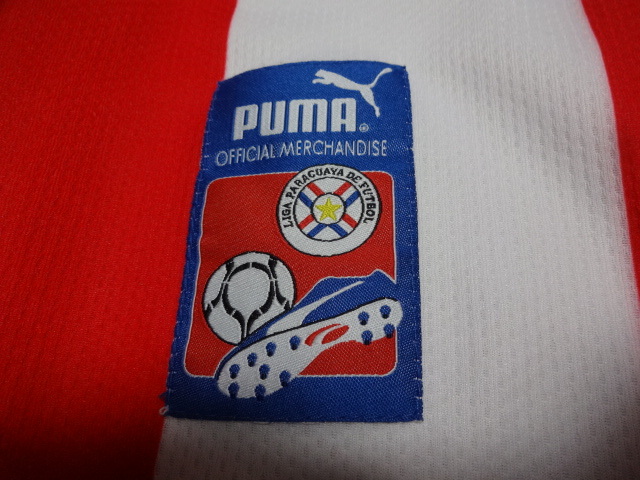 PUMA®
OFFICIAL MERCHANDISE
LIGA PARAGUAYA DE FUTBOL